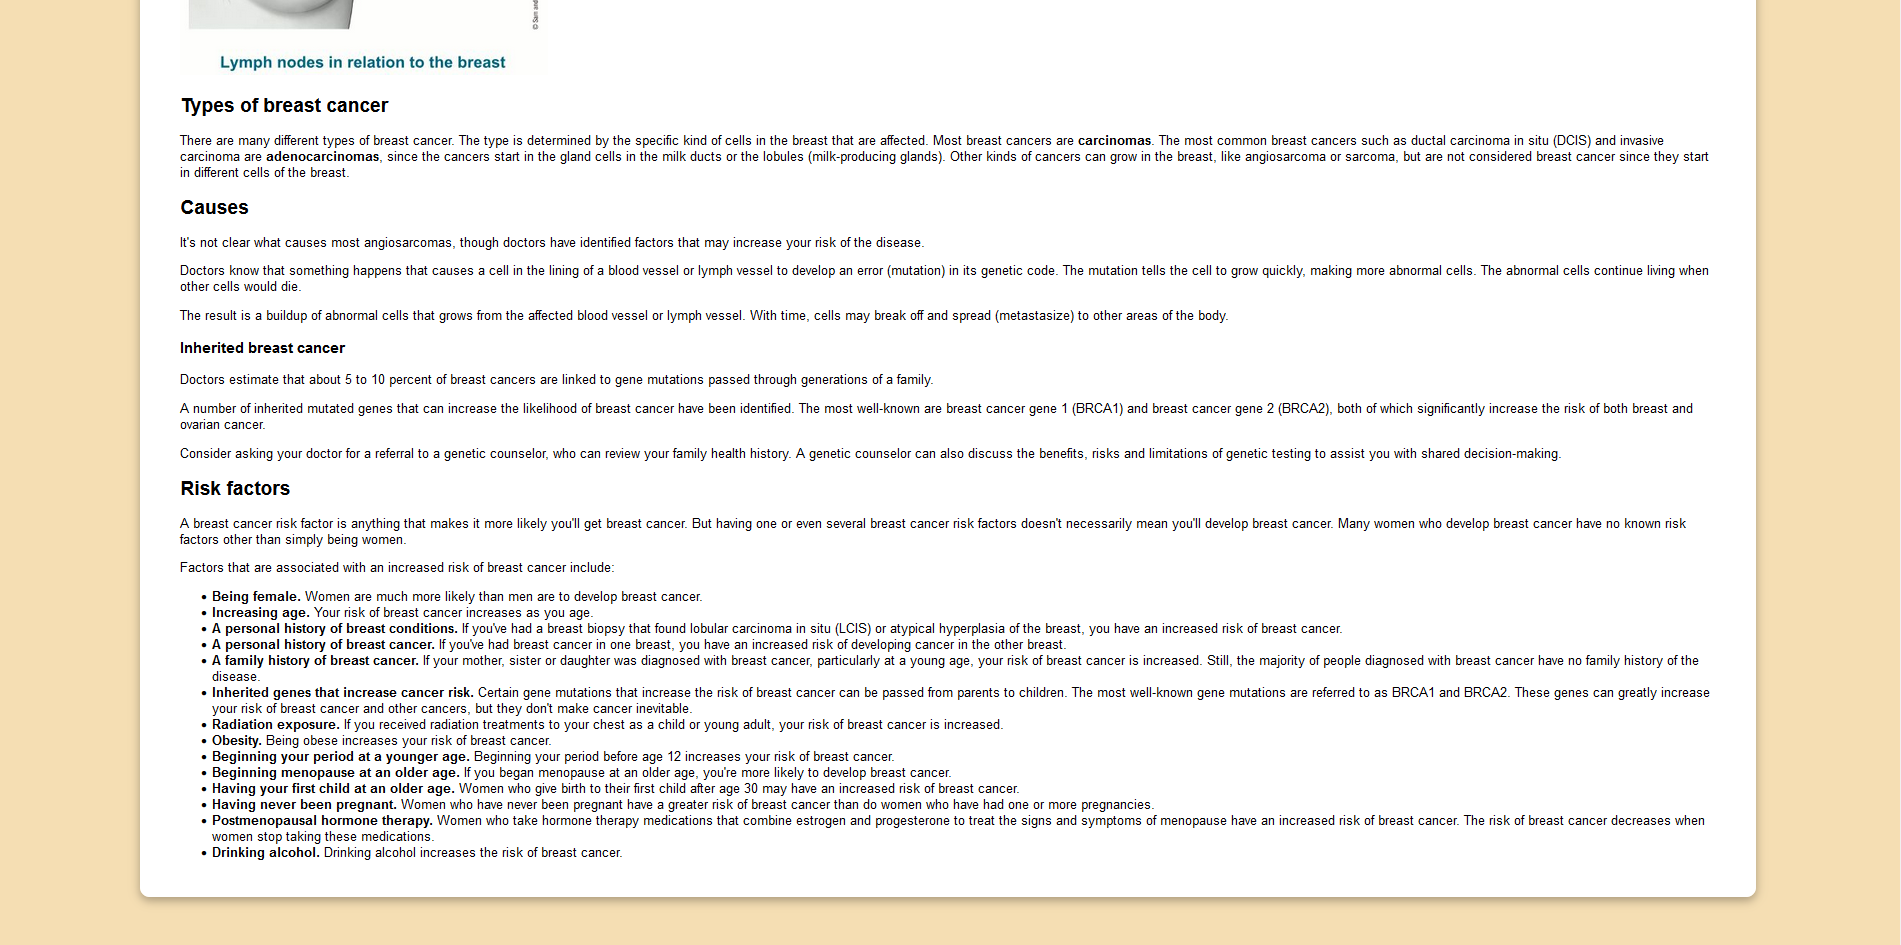 © Sam and
Lymph nodes in relation to the breast
Types of breast cancer
There are many different types of breast cancer. The type is determined by the specific kind of cells in the breast that are affected. Most breast cancers are carcinomas. The most common breast cancers such as ductal carcinoma in situ (DCIS) and invasive
carcinoma are adenocarcinomas, since the cancers start in the gland cells in the milk ducts or the lobules (milk-producing glands). Other kinds of cancers can grow in the breast, like angiosarcoma or sarcoma, but are not considered breast cancer since they start
in different cells of the breast.
Causes
It's not clear what causes most angiosarcomas, though doctors have identified factors that may increase your risk of the disease.
Doctors know that something happens that causes a cell in the lining of a blood vessel or lymph vessel to develop an error (mutation) in its genetic code. The mutation tells the cell to grow quickly, making more abnormal cells. The abnormal cells continue living when
other cells would die.
The result is a buildup of abnormal cells that grows from the affected blood vessel or lymph vessel. With time, cells may break off and spread (metastasize) to other areas of the body.
Inherited breast cancer
Doctors estimate that about 5 to 10 percent of breast cancers are linked to gene mutations passed through generations of a family.
A number of inherited mutated genes that can increase the likelihood of breast cancer have been identified. The most well-known are breast cancer gene 1 (BRCA1) and breast cancer gene 2 (BRCA2), both of which significantly increase the risk of both breast and
ovarian cancer.
Consider asking your doctor for a referral to a genetic counselor, who can review your family health history. A genetic counselor can also discuss the benefits, risks and limitations of genetic testing to assist you with shared decision-making.
Risk factors
A breast cancer risk factor is anything that makes it more likely you'll get breast cancer. But having one or even several breast cancer risk factors doesn't necessarily mean you'll develop breast cancer. Many women who develop breast cancer have no known risk
factors other than simply being women.
Factors that are associated with an increased risk of breast cancer include:
• Being female. Women are much more likely than men are to develop breast cancer.
• Increasing age. Your risk of breast cancer increases as you age.
• A personal history of breast conditions. If you've had a breast biopsy that found lobular carcinoma in situ (LCIS) or atypical hyperplasia of the breast, you have an increased risk of breast cancer.
• A personal history of breast cancer. If you've had breast cancer in one breast, you have an increased risk of developing cancer in the other breast.
• A family history of breast cancer. If your mother, sister or daughter was diagnosed with breast cancer, particularly at a young age, your risk of breast cancer is increased. Still, the majority of people diagnosed with breast cancer have no family history of the
disease.
• Inherited genes that increase cancer risk. Certain gene mutations that increase the risk of breast cancer can be passed from parents to children. The most well-known gene mutations are referred to as BRCA1 and BRCA2. These genes can greatly increase
your risk of breast cancer and other cancers, but they don't make cancer inevitable.
• Radiation exposure. If you received radiation treatments to your chest as a child or young adult, your risk of breast cancer is increased.
• Obesity. Being obese increases your risk of breast cancer.
• Beginning your period at a younger age. Beginning your period before age 12 increases your risk of breast cancer.
• Beginning menopause at an older age. If you began menopause at an older age, you're more likely to develop breast cancer.
• Having your first child at an older age. Women who give birth to their first child after age 30 may have an increased risk of breast cancer.
• Having never been pregnant. Women who have never been pregnant have a greater risk of breast cancer than do women who have had one or more pregnancies.
• Postmenopausal hormone therapy. Women who take hormone therapy medications that combine estrogen and progesterone to treat the signs and symptoms of menopause have an increased risk of breast cancer. The risk of breast cancer decreases when
women stop taking these medications.
• Drinking alcohol. Drinking alcohol increases the risk of breast cancer.